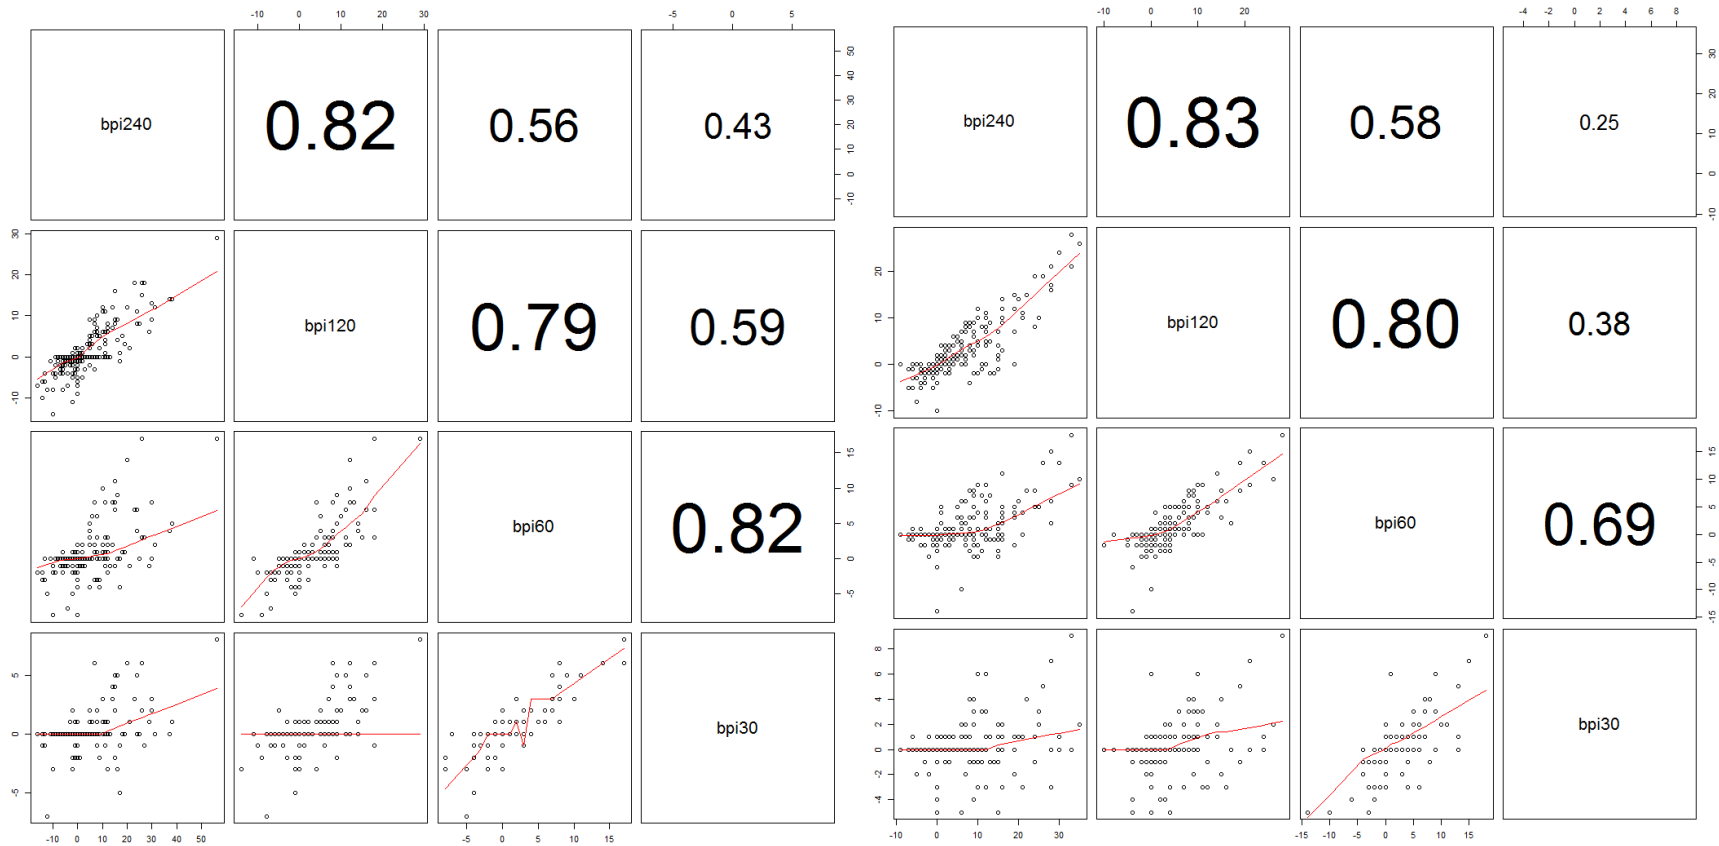 -10 0 10 20 30 -5 0 5 -10 0 10 20 -4 -2 0 2 4 6 8
bpi240 0.82 0.56 0.43 -10 0 10 20 30 40 50 bpi240 0.83 0.58 0.25 -10 0 10 20 30
-10 0 10 20 30 bpi120 0.79 0.59 -10 0 10 20 bpi120 0.80 0.38
bpi60 0.82 -5 0 5 10 15 bpi60 0.69 -15 -10 -5 0 5 10 15
-5 0 5 bpi30 -4 -2 0 2 4 6 8 bpi30
-10 0 10 20 30 40 50 -5 0 5 10 15 -10 0 10 20 30 -15 -10 -5 0 5 10 15